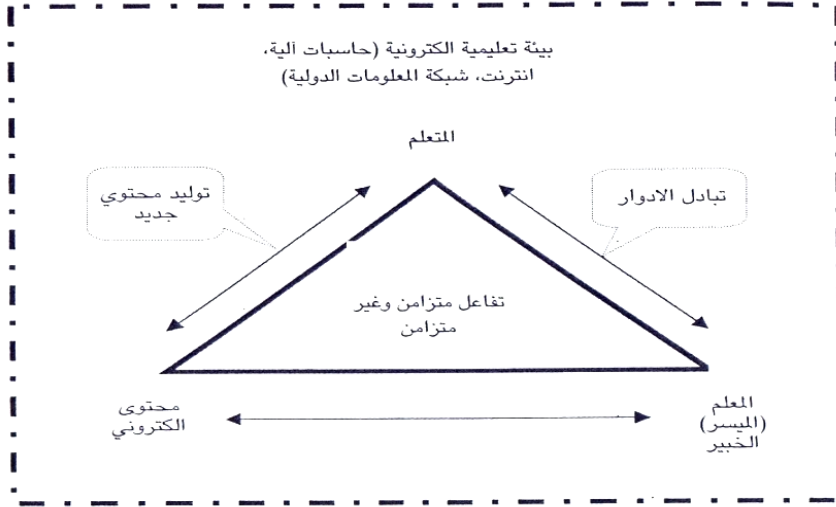 بيئة تعليمية الكترونية (حاسبات آلية،
انترنت، شبكة المعلومات الدولية)
المتعلم
تبادل الادوار
توليد محتوي
جديد
تفاعل متزامن وغير
متزامن
المعلم
(الميسر)
الخبير
محتوى
الكتروني